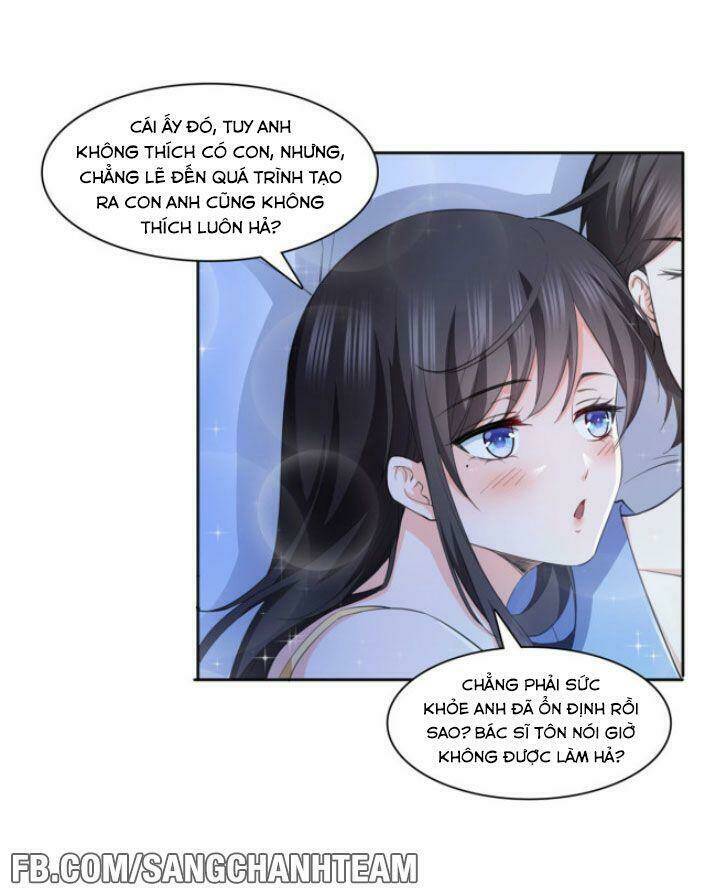 CÁI ẤY ĐÓ, TUY ANH
KHÔNG THÍCH CÓ CON, NHƯNG,
CHẲNG LẼ ĐẾN QUÁ TRÌNH TẠO
RA CON ANH CŨNG KHÔNG
THÍCH LUÔN HẢ?
CHẲNG PHẢI SỨC
KHỎE ANH ĐÃ ỔN ĐỊNH RỒI
SAO? BÁC SĨ TÔN NÓI GIỜ
KHÔNG ĐƯỢC LÀM HẢ?
FB.COM/SANGCHANHTEAM